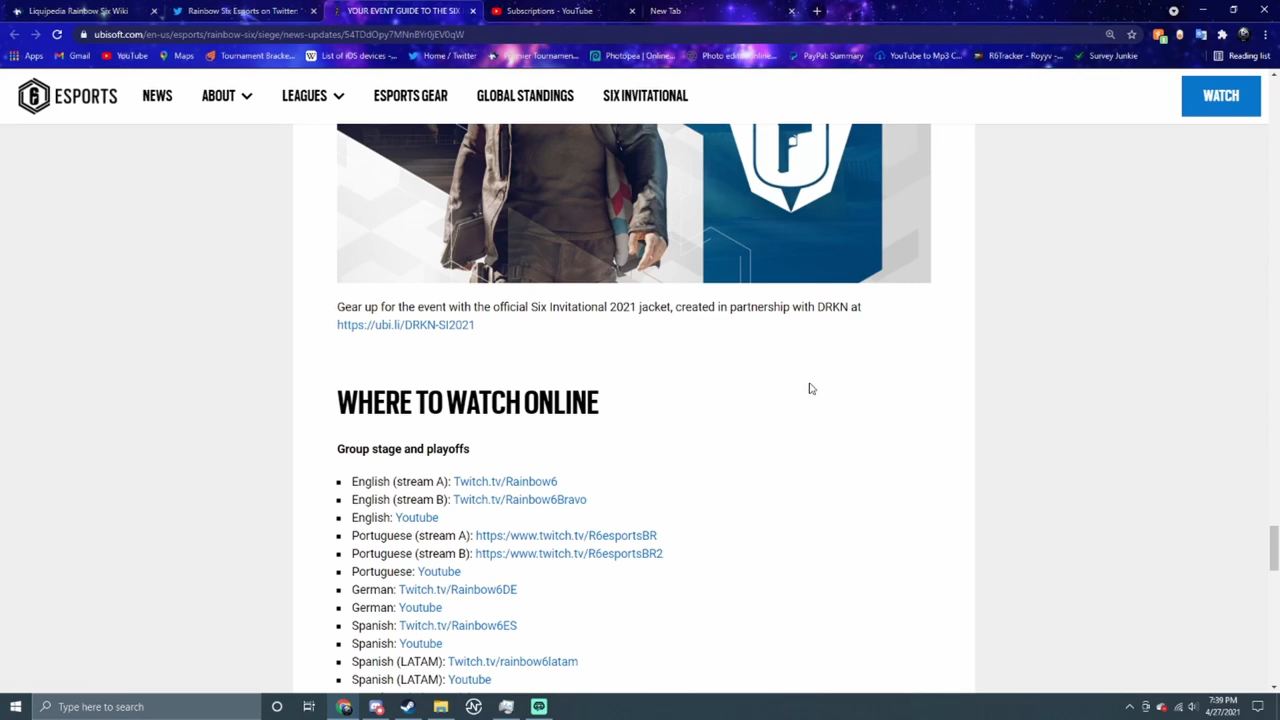 Liquipedia Rainbow Six Wiki
Rainbow Six Esports on Twitter:
YOUR EVENT GUIDE TO THE SIX
Subscriptions - YouTube
New Tab
ubisoft.com/en-us/esports/rainbow-six/siege/news-updates/54TDdOpy7MNnBYr0jEV0qW
Apps
Gmail
YouTube
Maps
Tournament Bracke...
List of iOS devices -...
Home / Twitter
Tournamen...
Photopea | Online...
Photo edit... online...
PayPal: Summary
YouTube to Mp3 C...
R6Tracker - Royyv -...
Survey Junkie
Reading list
6 ESPORTS
NEWS
ABOUT
LEAGUES
ESPORTS GEAR
GLOBAL STANDINGS
SIX INVITATIONAL
WATCH
Gear up for the event with the official Six Invitational 2021 jacket, created in partnership with DRKN at
https://ubi.li/DRKN-SI2021
WHERE TO WATCH ONLINE
Group stage and playoffs
English (stream A): Twitch.tv/Rainbow6
English (stream B): Twitch.tv/Rainbow6Bravo
English: Youtube
Portuguese (stream A): https:/www.twitch.tv/R6esportsBR
Portuguese (stream B): https:/www.twitch.tv/R6esportsBR2
Portuguese: Youtube
German: Twitch.tv/Rainbow6DE
German: Youtube
Spanish: Twitch.tv/Rainbow6ES
Spanish: Youtube
Spanish (LATAM): Twitch.tv/rainbow6latam
Spanish (LATAM): Youtube
Type here to search
7:39 PM
4/27/2021